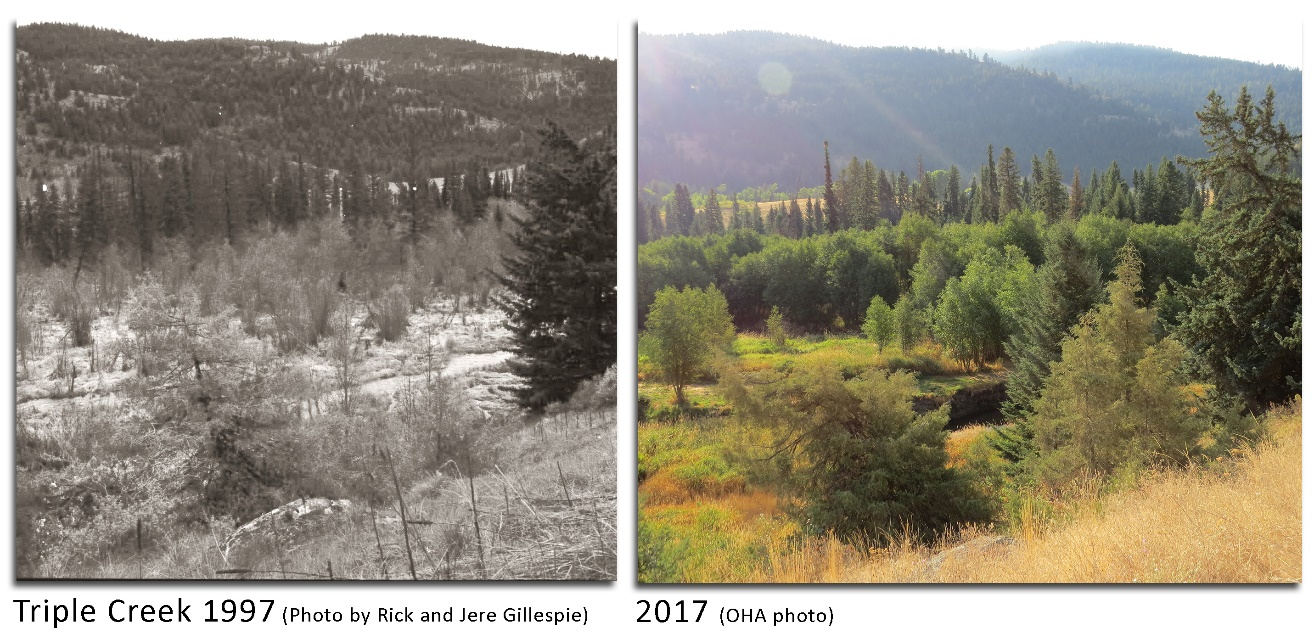 Triple Creek 1997 (Photo by Rick and Jere Gillespie)
2017 (OHA photo)